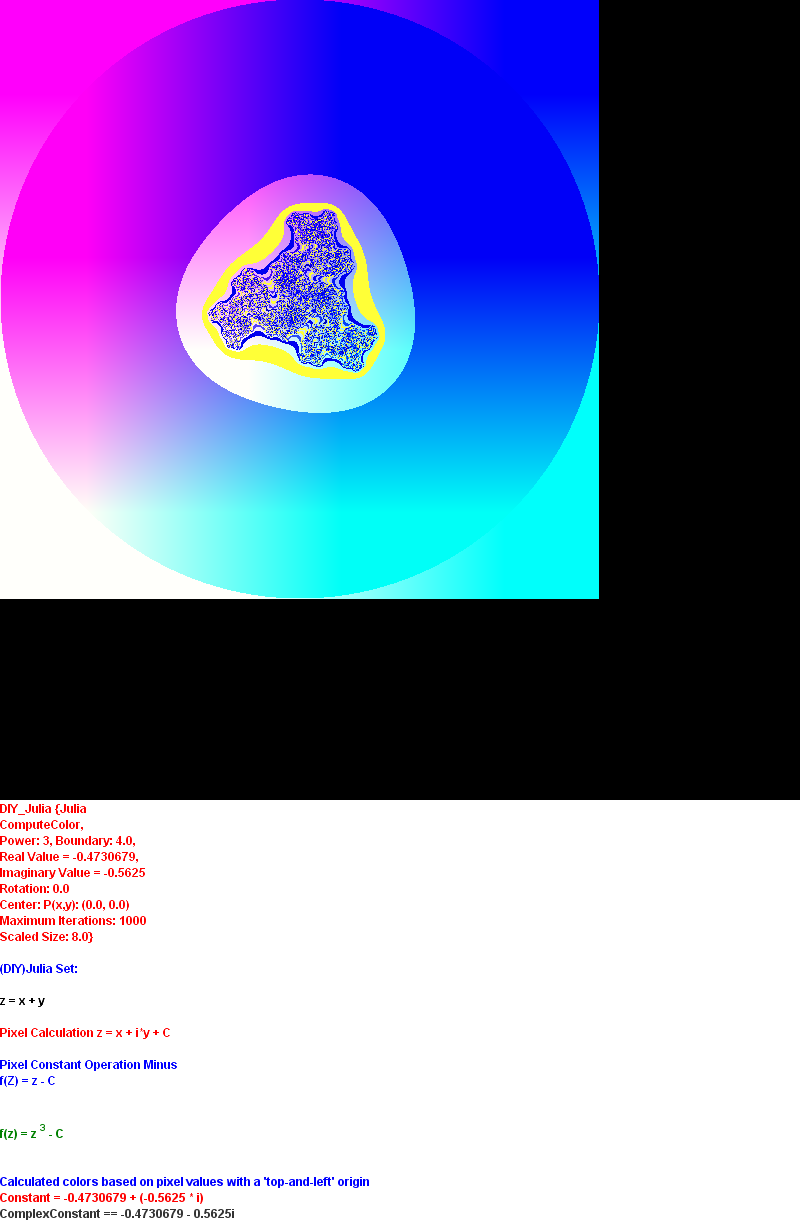 DIY_Julia {Julia
ComputeColor,
Power: 3, Boundary: 4.0,
Real Value = -0.4730679,
Imaginary Value = -0.5625
Rotation: 0.0
Center: P(x,y): (0.0, 0.0)
Maximum Iterations: 1000
Scaled Size: 8.0}
(DIY)Julia Set:
z = x + y
Pixel Calculation z = x + i*y + C
Pixel Constant Operation Minus
f(Z) = z - C
f(z) = z ³ - C
Calculated colors based on pixel values with a 'top-and-left' origin
Constant = -0.4730679 + (-0.5625 * i)
ComplexConstant == -0.4730679 - 0.5625i